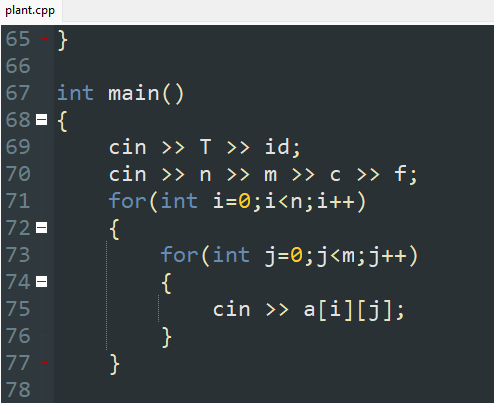 plant.cpp
65 }
66
67 int main()
68 {
69     cin >> T >> id;
70     cin >> n >> m >> c >> f;
71     for(int i=0;i<n;i++)
72     {
73         for(int j=0;j<m;j++)
74         {
75             cin >> a[i][j];
76         }
77     }
78